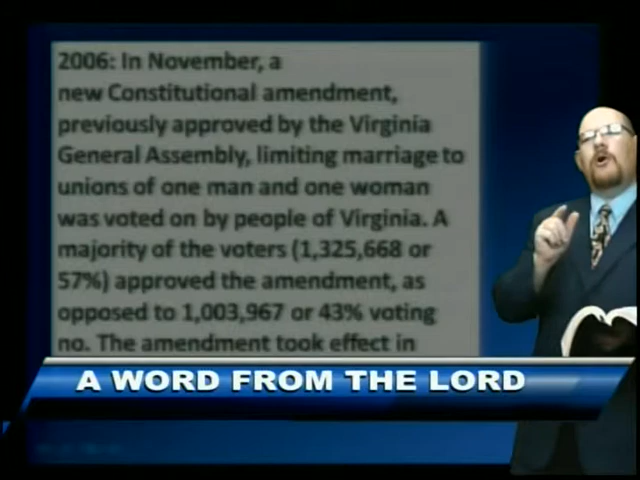 2006: In November, a
new Constitutional amendment,
previously approved by the Virginia
General Assembly, limiting marriage to
unions of one man and one woman
was voted on by people of Virginia. A
majority of the voters (1,325,668 or
57%) approved the amendment, as
opposed to 1,003,967 or 43% voting
no. The amendment took effect in
A WORD FROM THE LORD